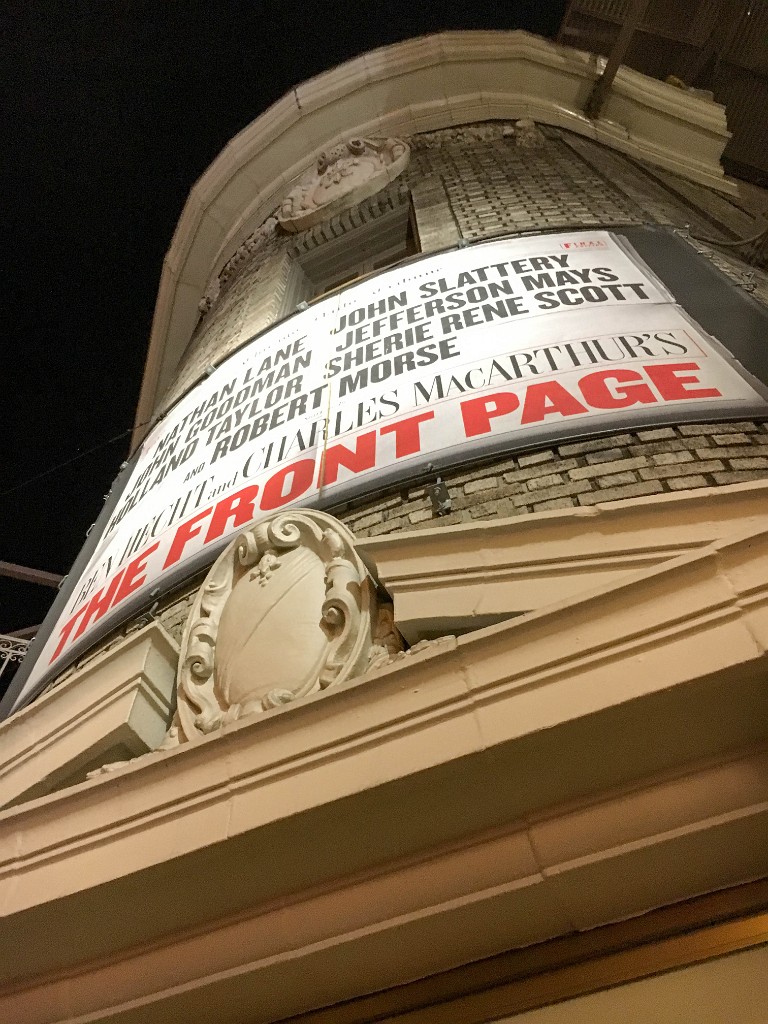 FINAL
NATHAN LANE JOHN SLATTERY
JOHN GOODMAN JEFFERSON MAYS
HOLLAND TAYLOR SHERIE RENE SCOTT
AND ROBERT MORSE
BEN HECHT and CHARLES MACARTHUR'S
THE FRONT PAGE